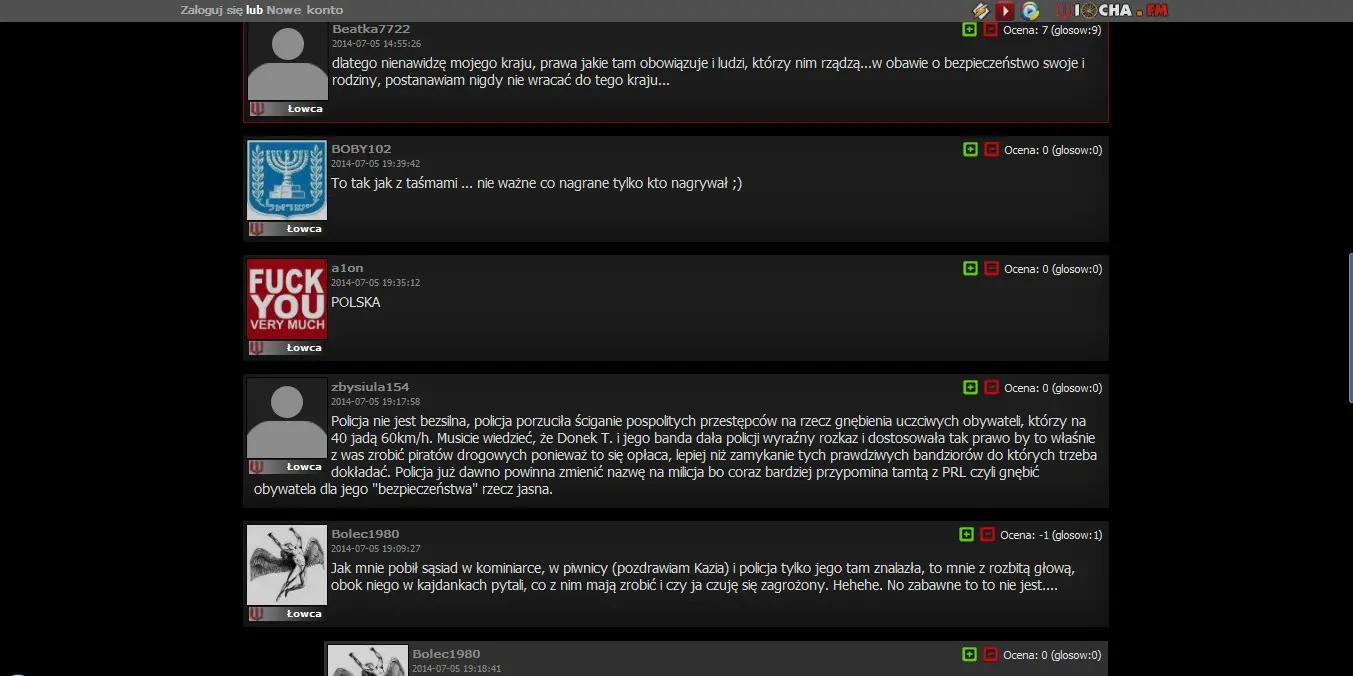 Zaloguj się lub Nowe konto
WIOCHA.FM
Beatka7722
Ocena: 7 (glosow:9)
2014-07-05 14:55:26
dlatego nienawidzę mojego kraju, prawa jakie tam obowiązuje i ludzi, którzy nim rządzą...w obawie o bezpieczeństwo swoje i
rodziny, postanawiam nigdy nie wracać do tego kraju...
Łowca
BOBY102
Ocena: 0 (glosow:0)
2014-07-05 19:39:42
To tak jak z taśmami ... nie ważne co nagrane tylko kto nagrywał ;)
ישראל
Łowca
a1on
Ocena: 0 (glosow:0)
2014-07-05 19:35:12
POLSKA
FUCK
YOU
VERY MUCH
Łowca
zbysiula154
Ocena: 0 (glosow:0)
2014-07-05 19:17:58
Policja nie jest bezsilna, policja porzuciła ściganie pospolitych przestępców na rzecz gnębienia uczciwych obywateli, którzy na
40 jadą 60km/h. Musicie wiedzieć, że Donek T. i jego banda dała policji wyraźny rozkaz i dostosowała tak prawo by to właśnie
z was zrobić piratów drogowych ponieważ to się opłaca, lepiej niż zamykanie tych prawdziwych bandziorów do których trzeba
dokładać. Policja już dawno powinna zmienić nazwę na milicja bo coraz bardziej przypomina tamtą z PRL czyli gnębić
obywatela dla jego "bezpieczeństwa" rzecz jasna.
Łowca
Bolec1980
Ocena: -1 (glosow:1)
2014-07-05 19:09:27
Jak mnie pobił sąsiad w kominiarce, w piwnicy (pozdrawiam Kazia) i policja tylko jego tam znalazła, to mnie z rozbitą głową,
obok niego w kajdankach pytali, co z nim mają zrobić i czy ja czuję się zagrożony. Hehehe. No zabawne to to nie jest....
Łowca
Bolec1980
Ocena: 0 (glosow:0)
2014-07-05 19:18:41